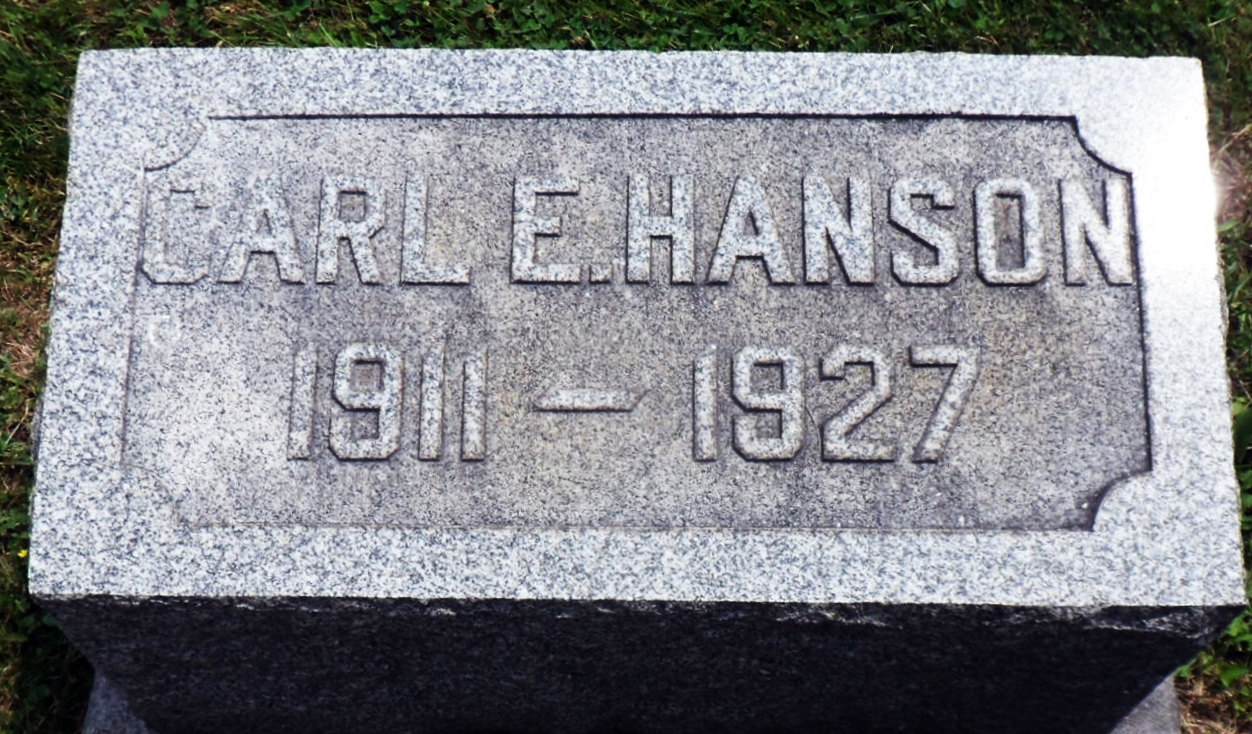 CARL E. HANSON
1911 — 1927